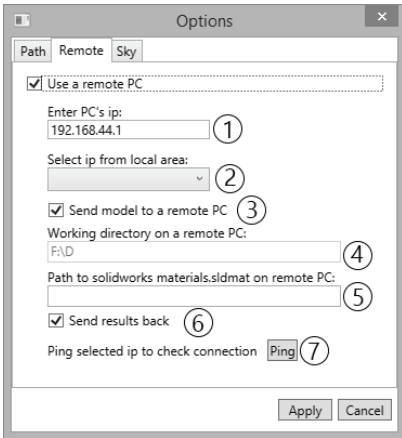 Options
Path Remote Sky
Use a remote PC
Enter PC's ip:
192.168.44.1 1
Select ip from local area:
2
Send model to a remote PC 3
Working directory on a remote PC:
F:\D 4
Path to solidworks materials.sldmat on remote PC:
5
Send results back 6
Ping selected ip to check connection Ping 7
Apply Cancel